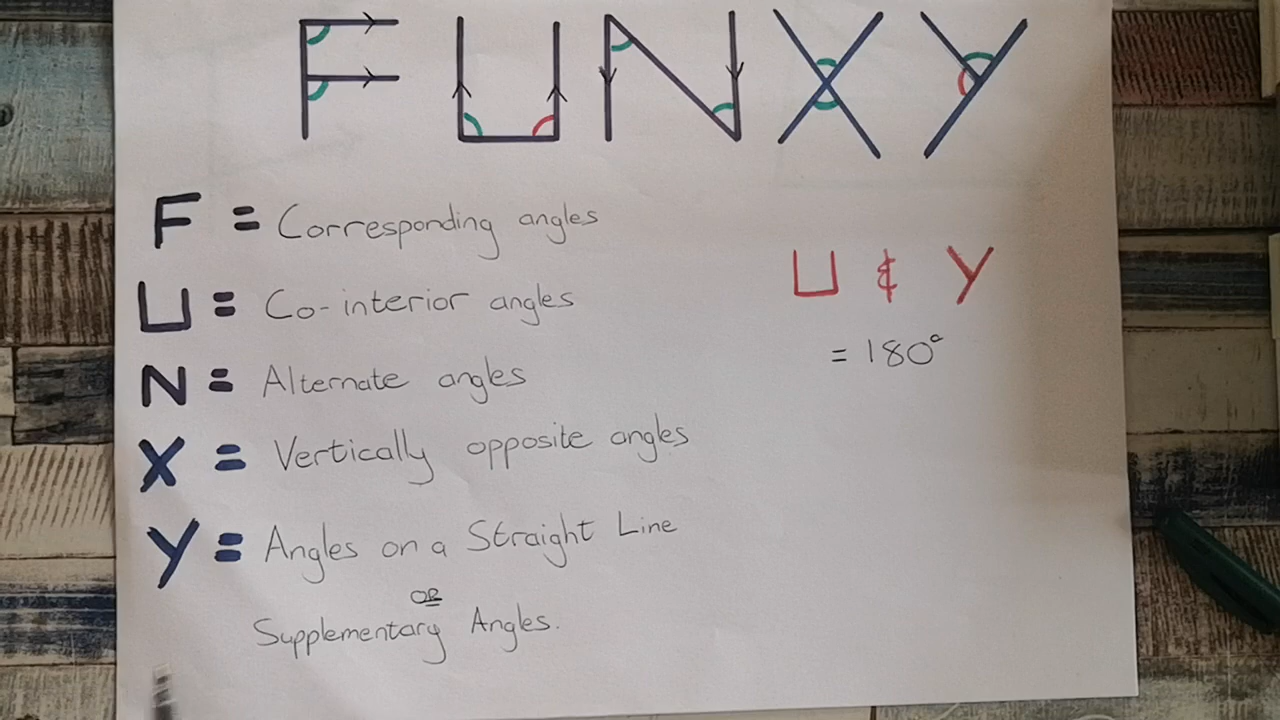 FUNXY
F = Corresponding angles
U = Co-interior angles
N = Alternate angles
X = Vertically opposite angles
Y = Angles on a Straight Line
OR
Supplementary Angles.
U & Y
= 180°